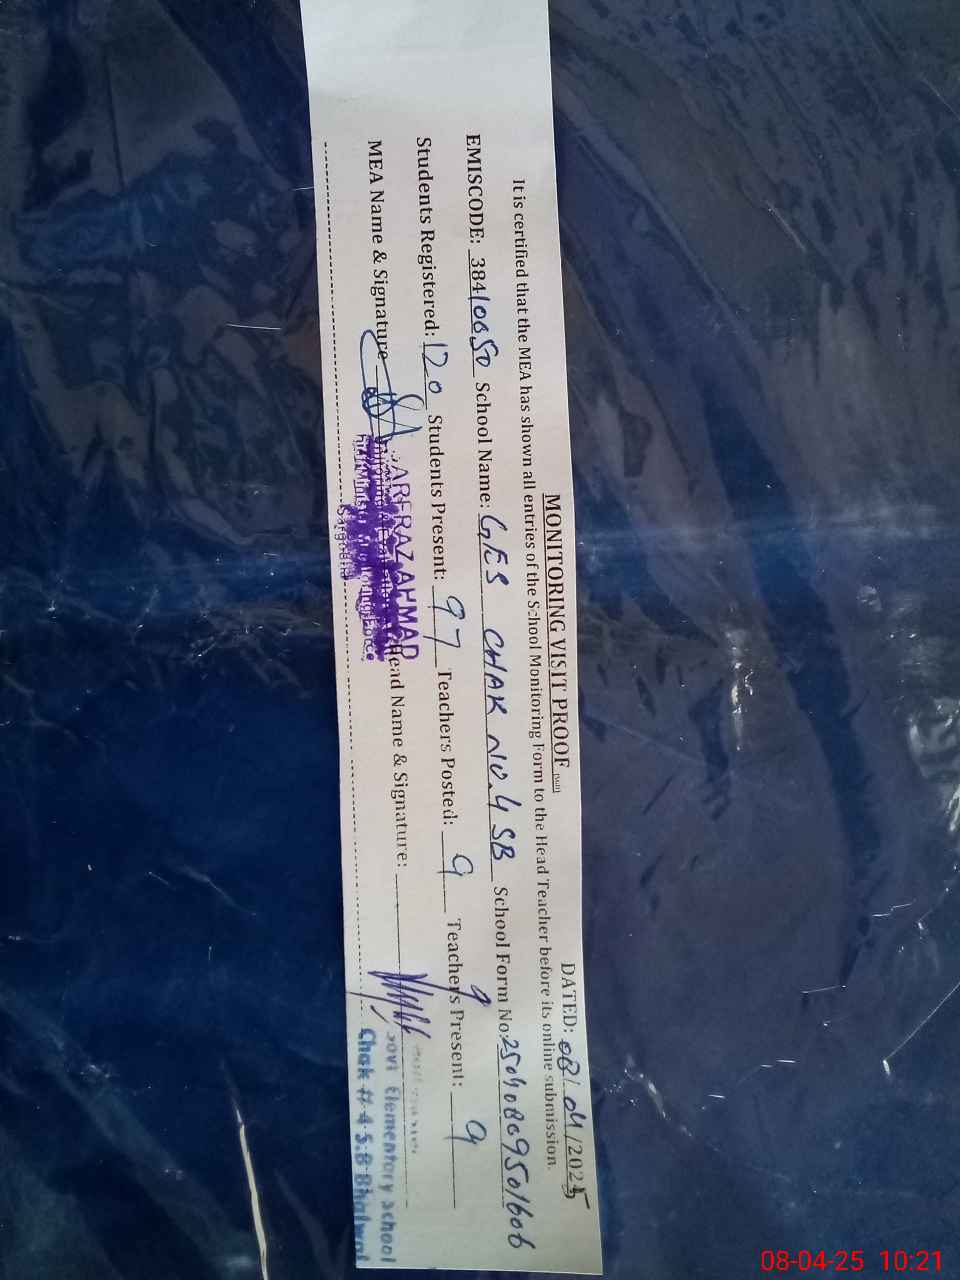 MONITORING VISIT PROOF
DATED: 08/04/2025
It is certified that the MEA has shown all entries of the School Monitoring Form to the Head Teacher before its online submission.
EMISCODE: 38410650 School Name: GES CHAK NO.4 SB School Form No: 2504080950 1606
Students Registered: 120 Students Present: 97 Teachers Posted: 9 Teachers Present: 9
MEA Name & Signature Head Name & Signature:
SARFRAZ AHMAD
Sargodha
Govt Elementary School
Chak # 4.S.B Bhalwal
08-04-25 10:21